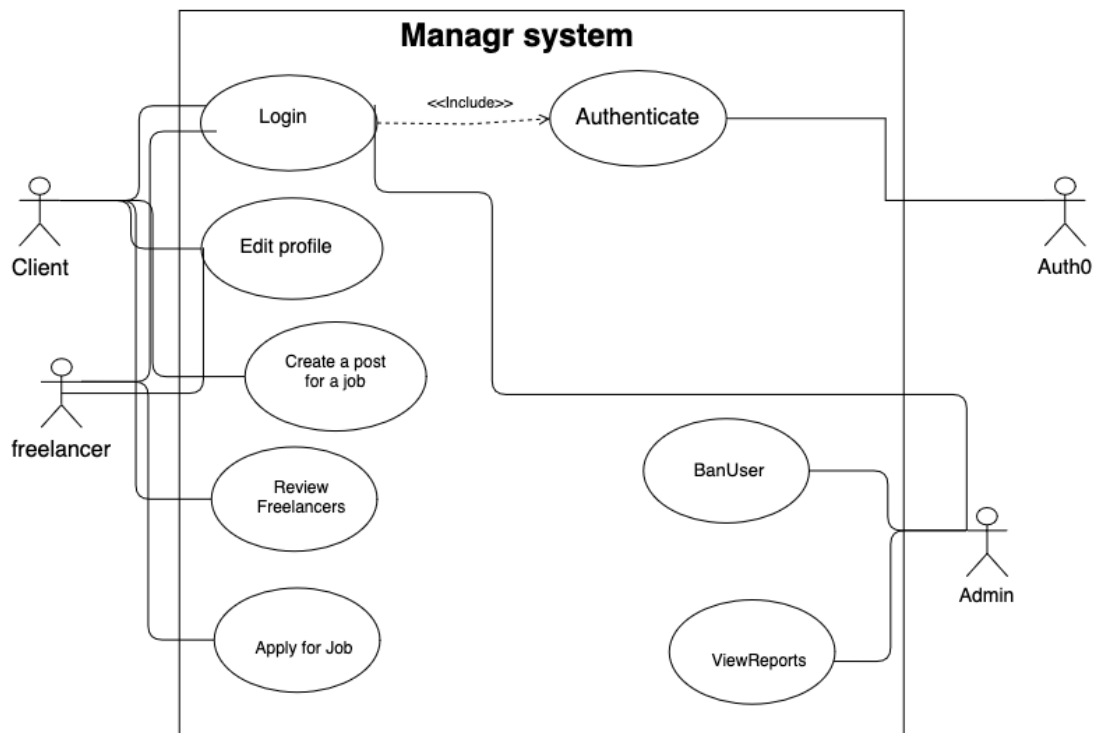 Managr system
Login
<<Include>>
Authenticate
Client
Edit profile
Auth0
Create a post
for a job
freelancer
BanUser
Review
Freelancers
Admin
Apply for Job
ViewReports